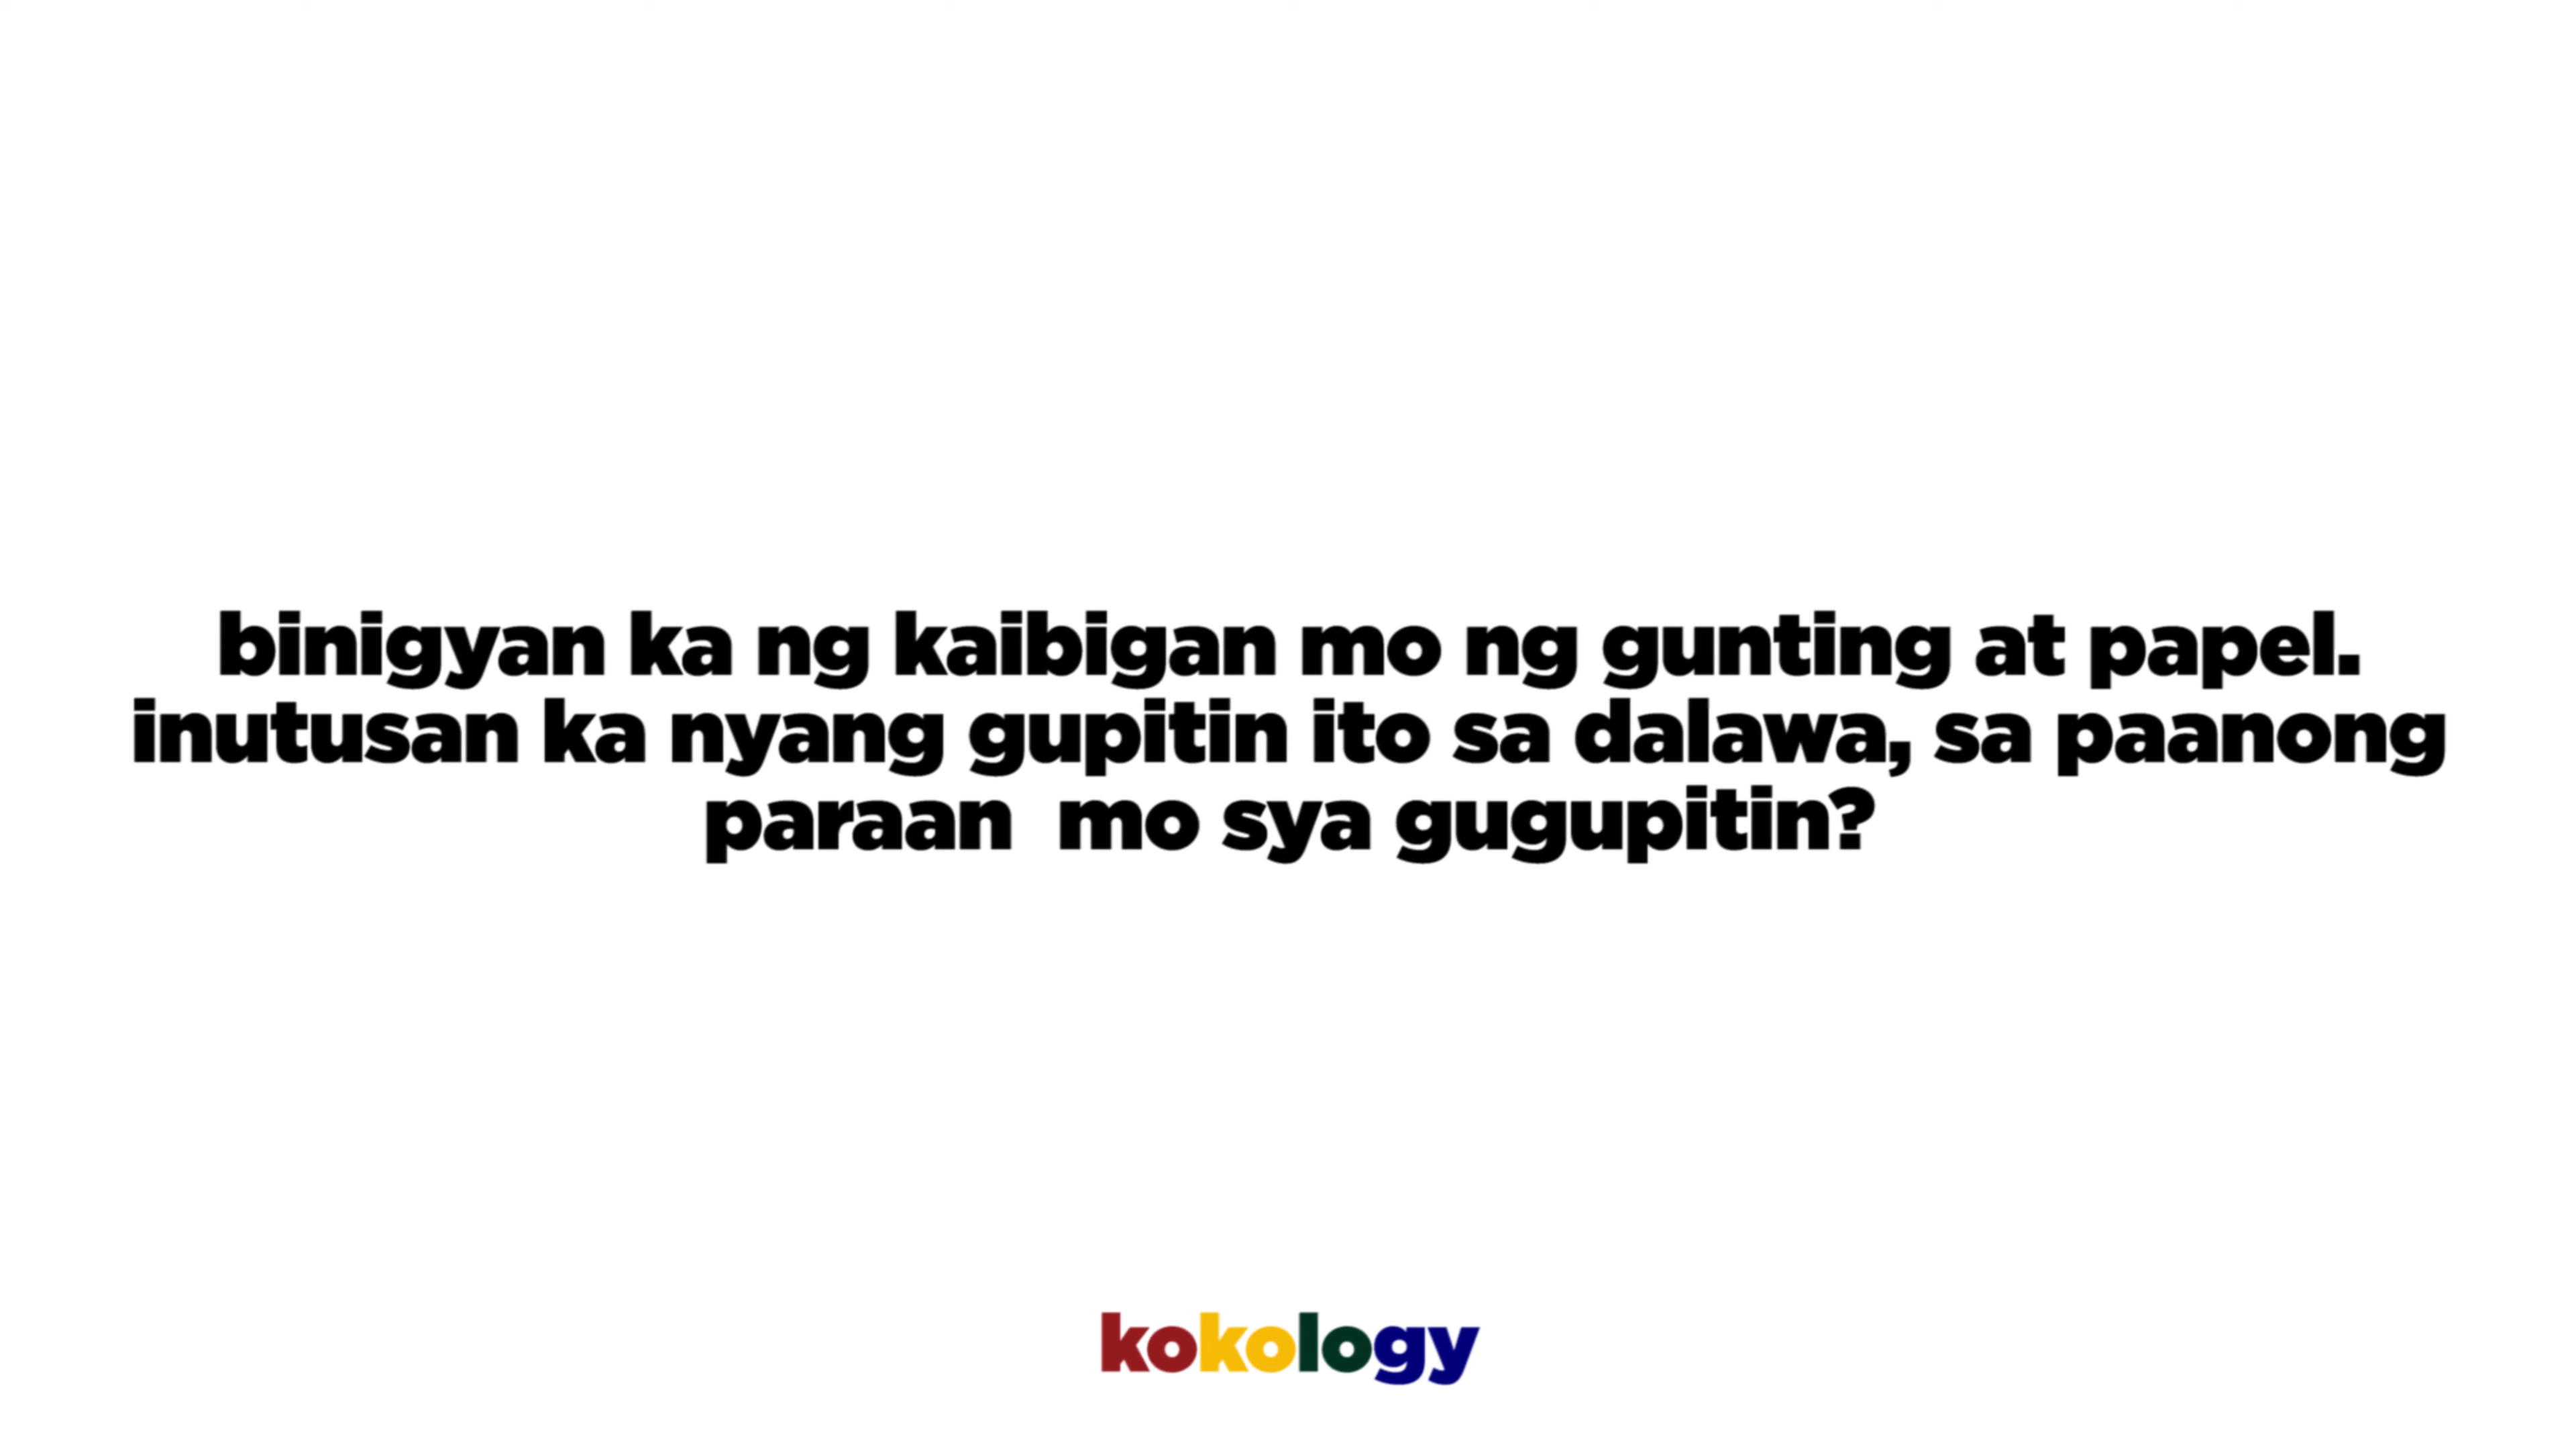 binigyan ka ng kaibigan mo ng gunting at papel.
inutusan ka nyang gupitin ito sa dalawa, sa paanong
paraan  mo sya gugupitin?
kokology